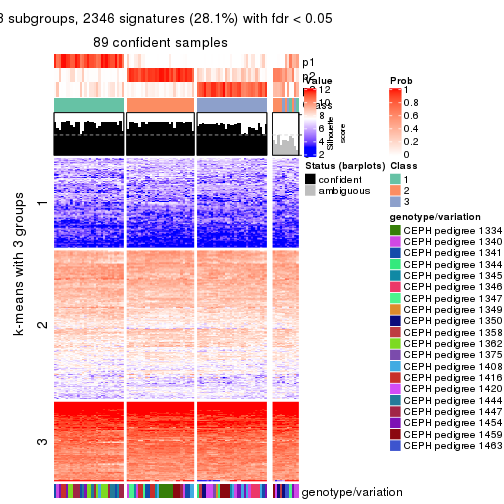 3 subgroups, 2346 signatures (28.1%) with fdr < 0.05
89 confident samples
p1
p2
Value
12
10
8
6
4
2
Silhouette
score
Prob
1
0.8
0.6
0.4
0.2
0
Status (barplots)
confident
ambiguous
Class
1
2
3
genotype/variation
CEPH pedigree 1334
CEPH pedigree 1340
CEPH pedigree 1341
CEPH pedigree 1344
CEPH pedigree 1345
CEPH pedigree 1346
CEPH pedigree 1347
CEPH pedigree 1349
CEPH pedigree 1350
CEPH pedigree 1358
CEPH pedigree 1362
CEPH pedigree 1375
CEPH pedigree 1408
CEPH pedigree 1416
CEPH pedigree 1420
CEPH pedigree 1444
CEPH pedigree 1447
CEPH pedigree 1454
CEPH pedigree 1459
CEPH pedigree 1463
k-means with 3 groups
1
2
3
genotype/variation